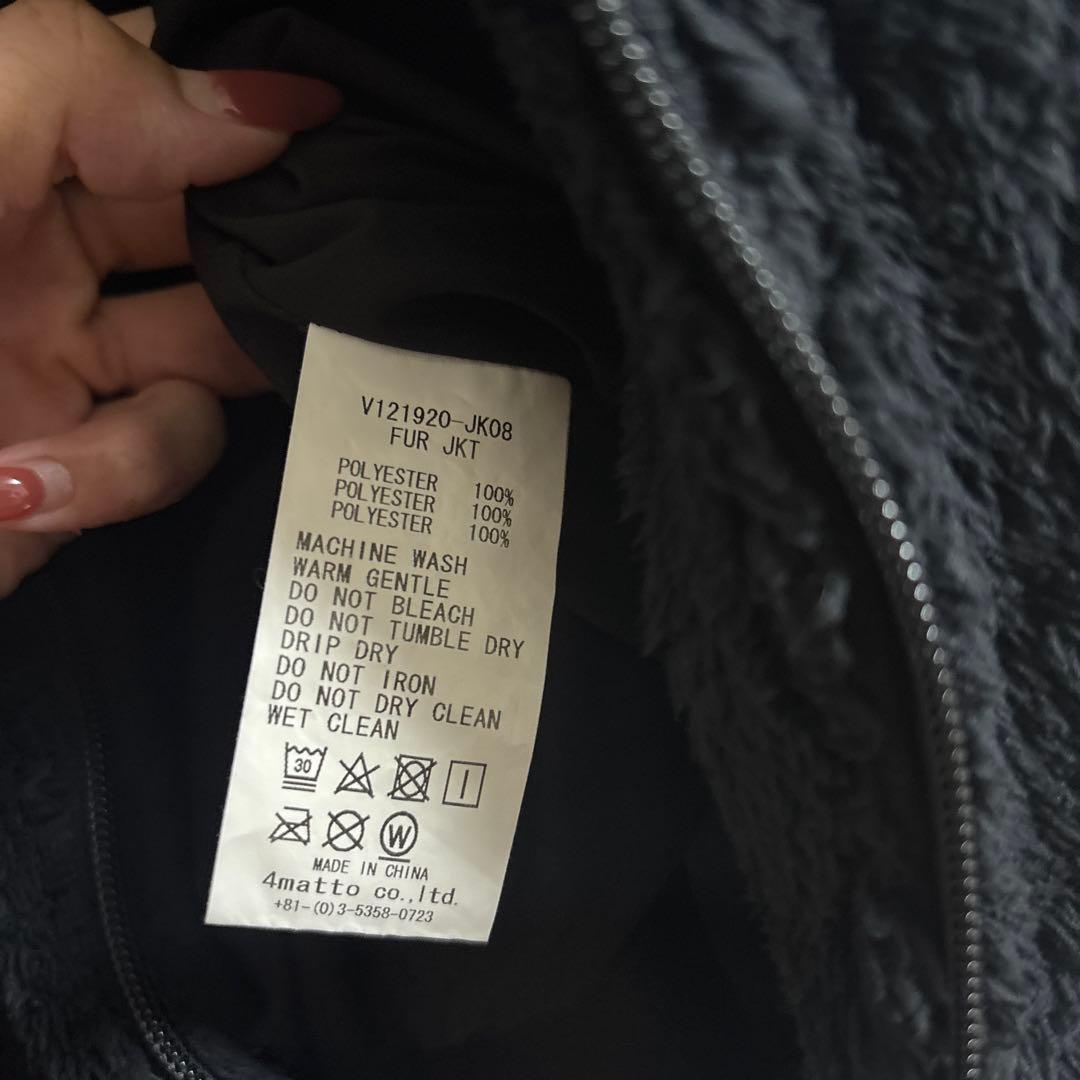 V121920-JK08
FUR JKT
POLYESTER 100%
POLYESTER 100%
POLYESTER 100%
MACHINE WASH
WARM GENTLE
DO NOT BLEACH
DO NOT TUMBLE DRY
DRIP DRY
DO NOT IRON
DO NOT DRY CLEAN
WET CLEAN
30
W
MADE IN CHINA
4matto co.,ltd.
+81-(0)3-5358-0723